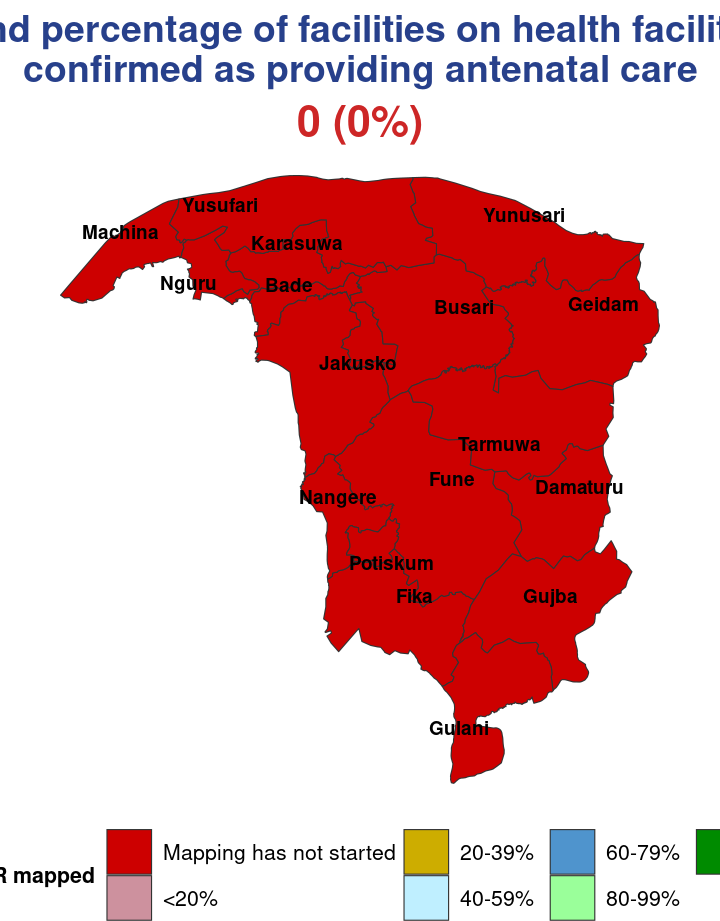 nd percentage of facilities on health facilit
confirmed as providing antenatal care
0 (0%)
Yusufari
Yunusari
Machina
Karasuwa
Nguru
Bade
Busari
Geidam
Jakusko
Tarmuwa
Fune
Damaturu
Nangere
Potiskum
Fika
Gujba
Gulani
R mapped
Mapping has not started
20-39%
60-79%
<20%
40-59%
80-99%